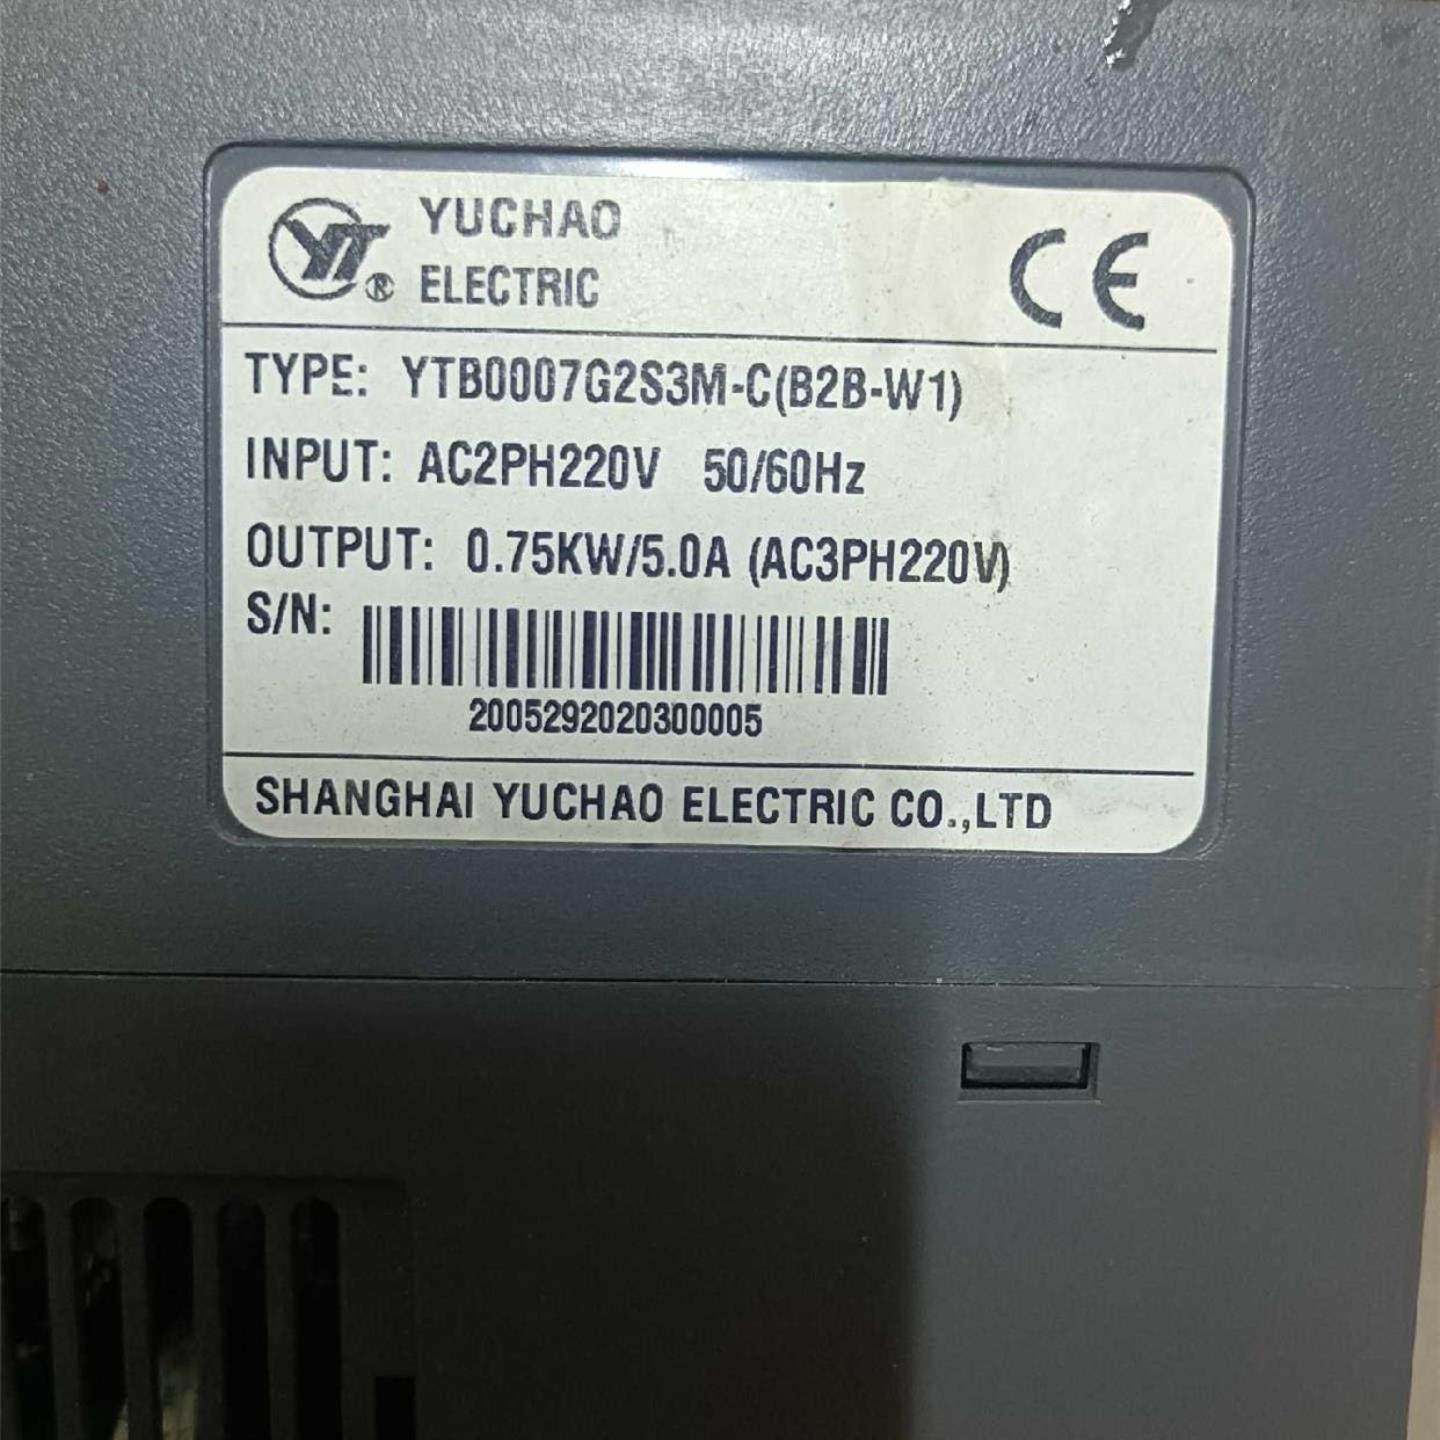 YT®
YUCHAO
ELECTRIC
CE
TYPE: YTB0007G2S3M-C(B2B-W1)
INPUT: AC2PH220V 50/60Hz
OUTPUT: 0.75KW/5.0A (AC3PH220V)
S/N:
2005292020300005
SHANGHAI YUCHAO ELECTRIC CO.,LTD